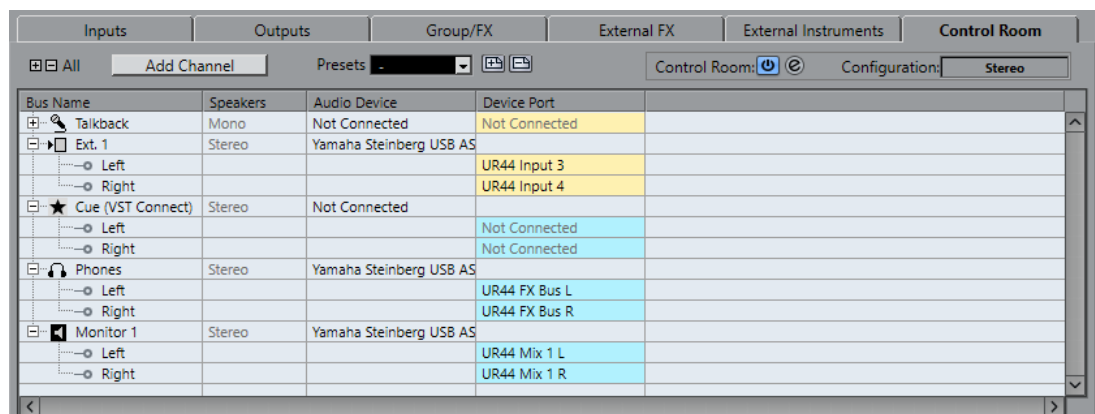 Inputs Outputs Group/FX External FX External Instruments Control Room
All Add Channel Presets - Control Room: e Configuration: Stereo
Bus Name Speakers Audio Device Device Port
Talkback Mono Not Connected Not Connected
Ext. 1 Stereo Yamaha Steinberg USB AS
Left UR44 Input 3
Right UR44 Input 4
Cue (VST Connect) Stereo Not Connected
Left Not Connected
Right Not Connected
Phones Stereo Yamaha Steinberg USB AS
Left UR44 FX Bus L
Right UR44 FX Bus R
Monitor 1 Stereo Yamaha Steinberg USB AS
Left UR44 Mix 1 L
Right UR44 Mix 1 R